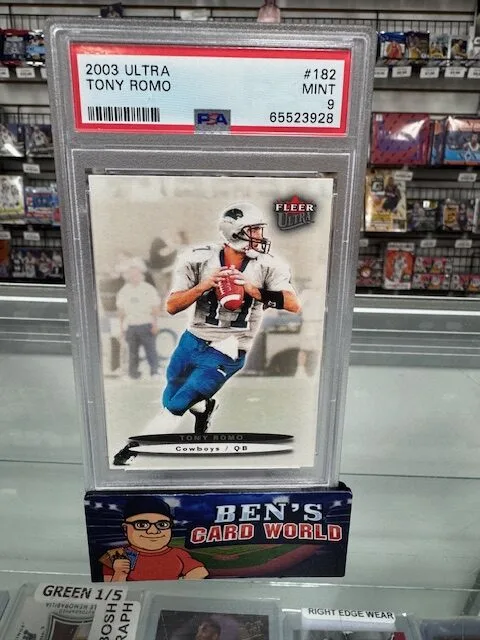 2003 ULTRA #182
TONY ROMO MINT
9
PSA 65523928
FLEER
ULTRA
11
TONY ROMO
Cowboys / QB
BEN'S
CARD WORLD
GREEN 1/5
RIGHT EDGE WEAR